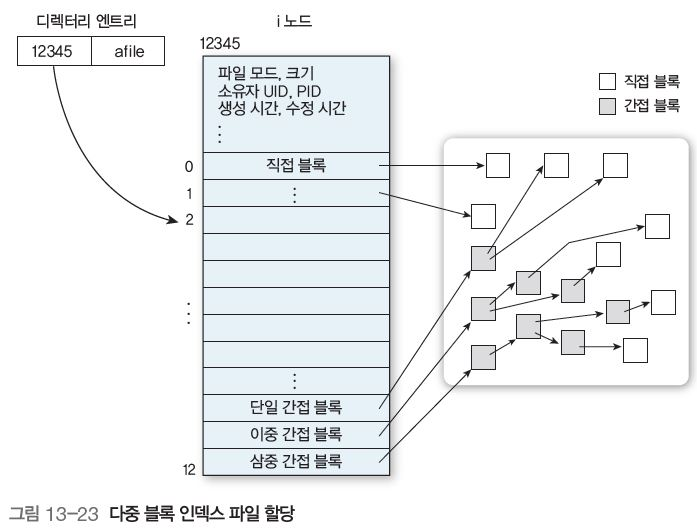 디렉터리 엔트리
12345 afile
i 노드
12345
파일 모드, 크기
소유자 UID, PID
생성 시간, 수정 시간
⋮
직접 블록
간접 블록
0 직접 블록
1 ⋮
2
⋮
⋮
단일 간접 블록
이중 간접 블록
삼중 간접 블록
12
그림 13-23 다중 블록 인덱스 파일 할당